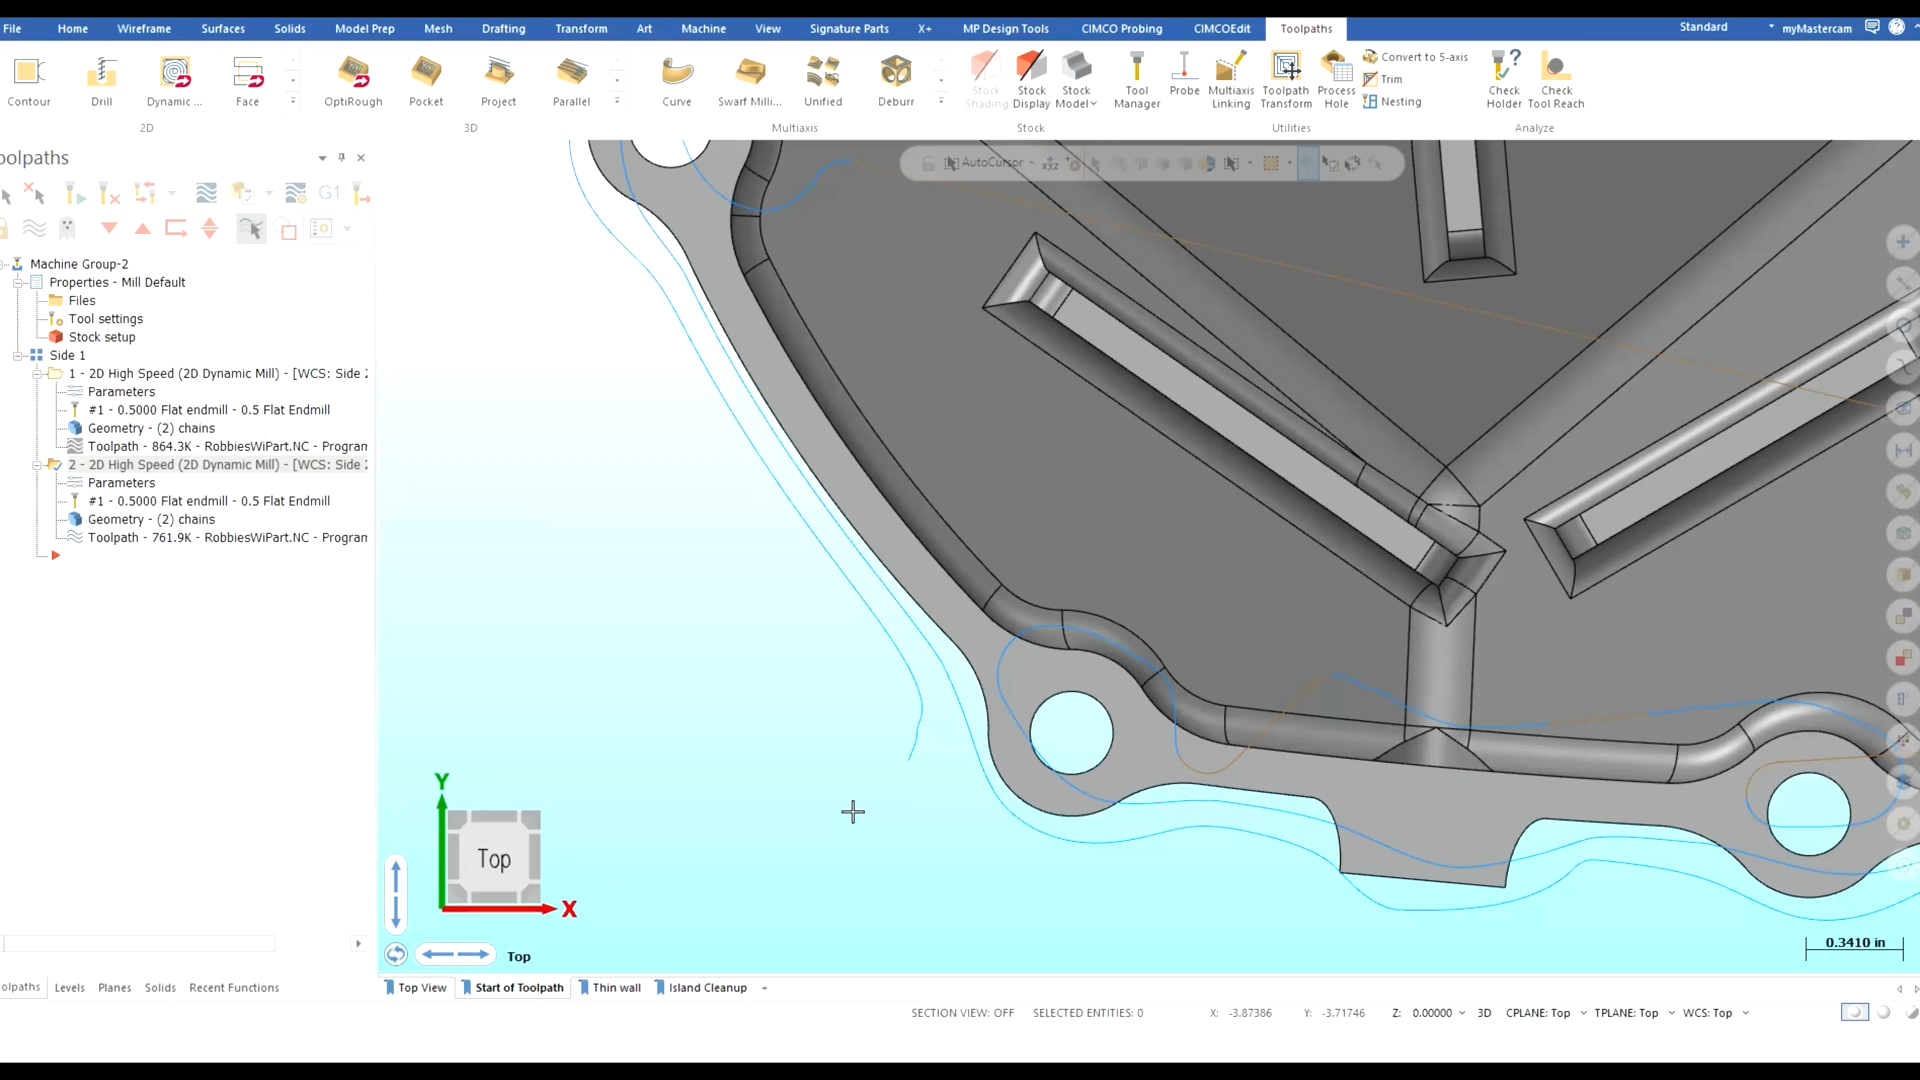 File Home Wireframe Surfaces Solids Model Prep Mesh Drafting Transform Art Machine View Signature Parts X+ MP Design Tools CIMCO Probing CIMCOEdit Toolpaths Standard myMastercam
Contour Drill Dynamic ... Face OptiRough Pocket Project Parallel Curve Swarf Milli... Unified Deburr Stock Shading Stock Display Stock Model Tool Manager Probe Multiaxis Linking Toolpath Transform Process Hole Convert to 5-axis Trim Nesting Check Holder Check Tool Reach
2D 3D Multiaxis Stock Utilities Analyze
oolpaths
AutoCursor
G1
Machine Group-2
Properties - Mill Default
Files
Tool settings
Stock setup
Side 1
1 - 2D High Speed (2D Dynamic Mill) - [WCS: Side 2
Parameters
#1 - 0.5000 Flat endmill - 0.5 Flat Endmill
Geometry - (2) chains
Toolpath - 864.3K - RobbiesWiPart.NC - Program
2 - 2D High Speed (2D Dynamic Mill) - [WCS: Side 2
Parameters
#1 - 0.5000 Flat endmill - 0.5 Flat Endmill
Geometry - (2) chains
Toolpath - 761.9K - RobbiesWiPart.NC - Program
Y
Top
X
Top
0.3410 in
olpaths Levels Planes Solids Recent Functions
Top View Start of Toolpath Thin wall Island Cleanup +
SECTION VIEW: OFF SELECTED ENTITIES: 0 X: -3.87386 Y: -3.71746 Z: 0.00000 3D CPLANE: Top TPLANE: Top WCS: Top